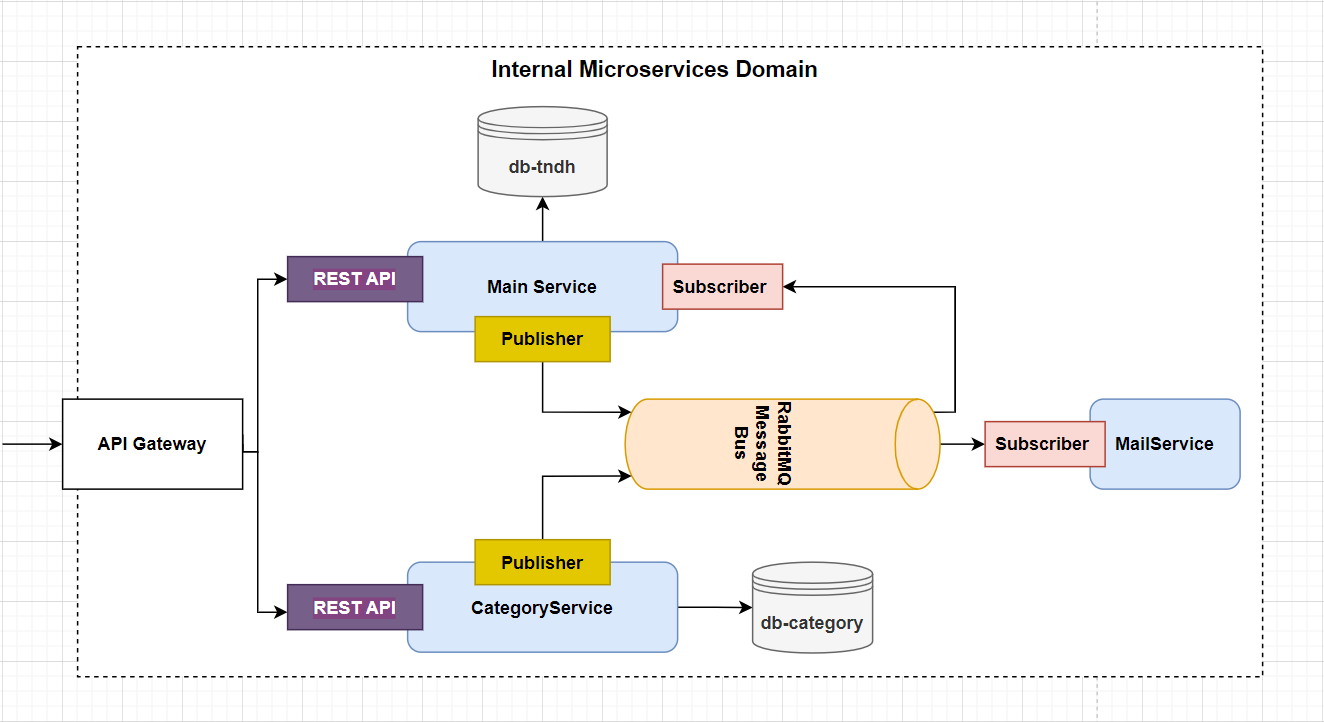 Internal Microservices Domain
db-tndh
REST API
Main Service
Subscriber
Publisher
API Gateway
RabbitMQ
Message
Bus
Subscriber
MailService
Publisher
REST API
CategoryService
db-category